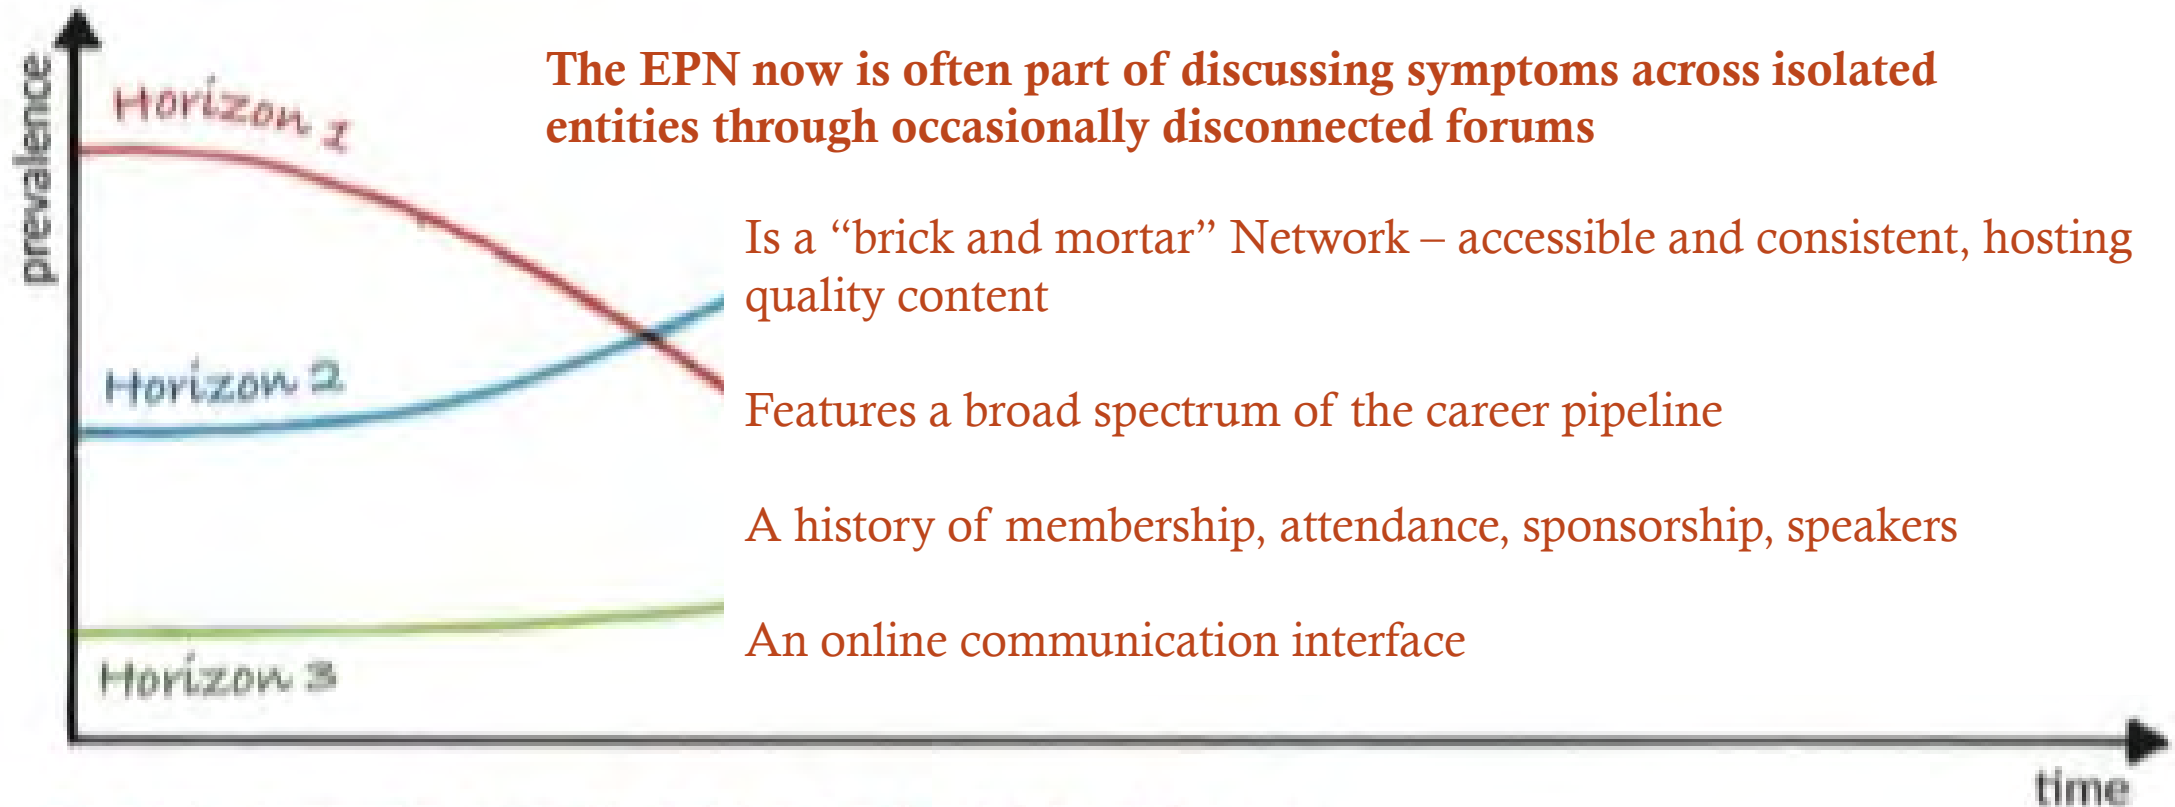 prevalence
Horizon 1
The EPN now is often part of discussing symptoms across isolated
entities through occasionally disconnected forums
Is a “brick and mortar” Network – accessible and consistent, hosting
quality content
Horizon 2
Features a broad spectrum of the career pipeline
A history of membership, attendance, sponsorship, speakers
An online communication interface
Horizon 3
time